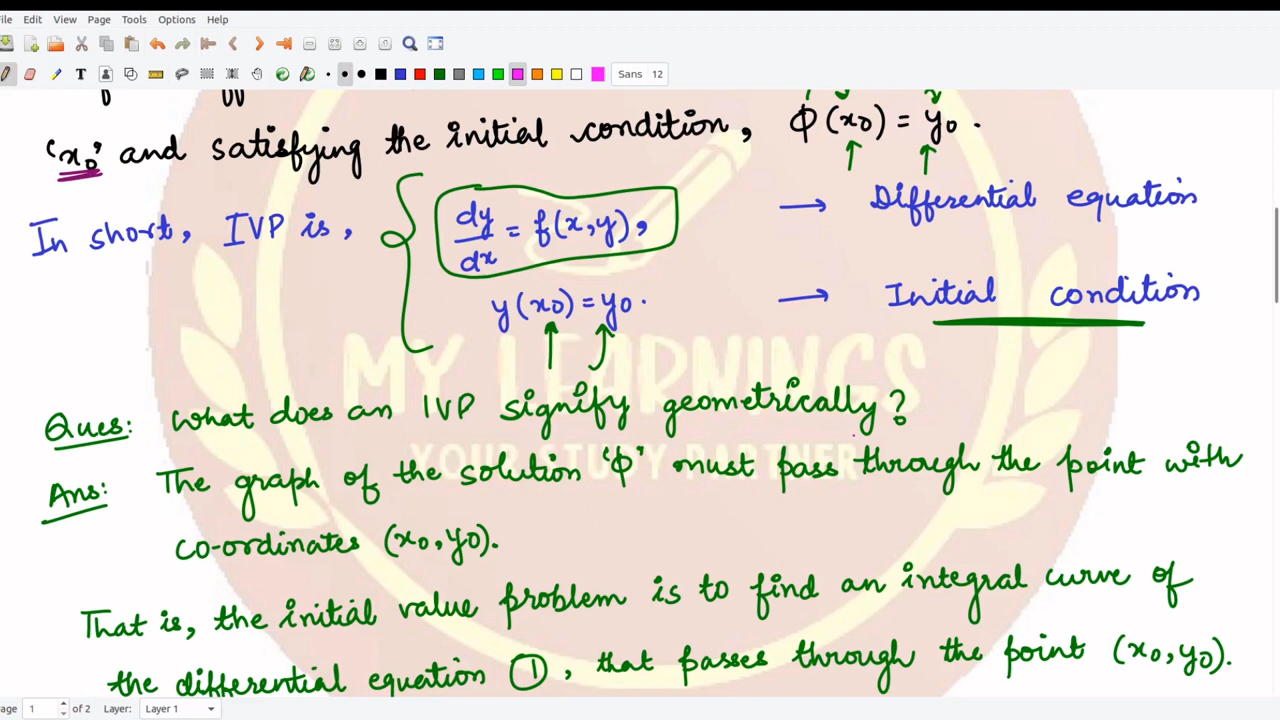 File Edit View Page Tools Options Help
Sans 12
'x0' and satisfying the initial condition, Φ(x0) = y0.
In short, IVP is, { dy/dx = f(x,y), → Differential equation
y(x0) = y0. → Initial condition
MY LEARNINGS
YOUR STUDY PARTNER
Ques: What does an IVP signify geometrically?
Ans: The graph of the solution 'Φ' must pass through the point with
co-ordinates (x0, y0).
That is, the initial value problem is to find an integral curve of
the differential equation ①, that passes through the point (x0, y0).
Page 1 of 2 Layer: Layer 1